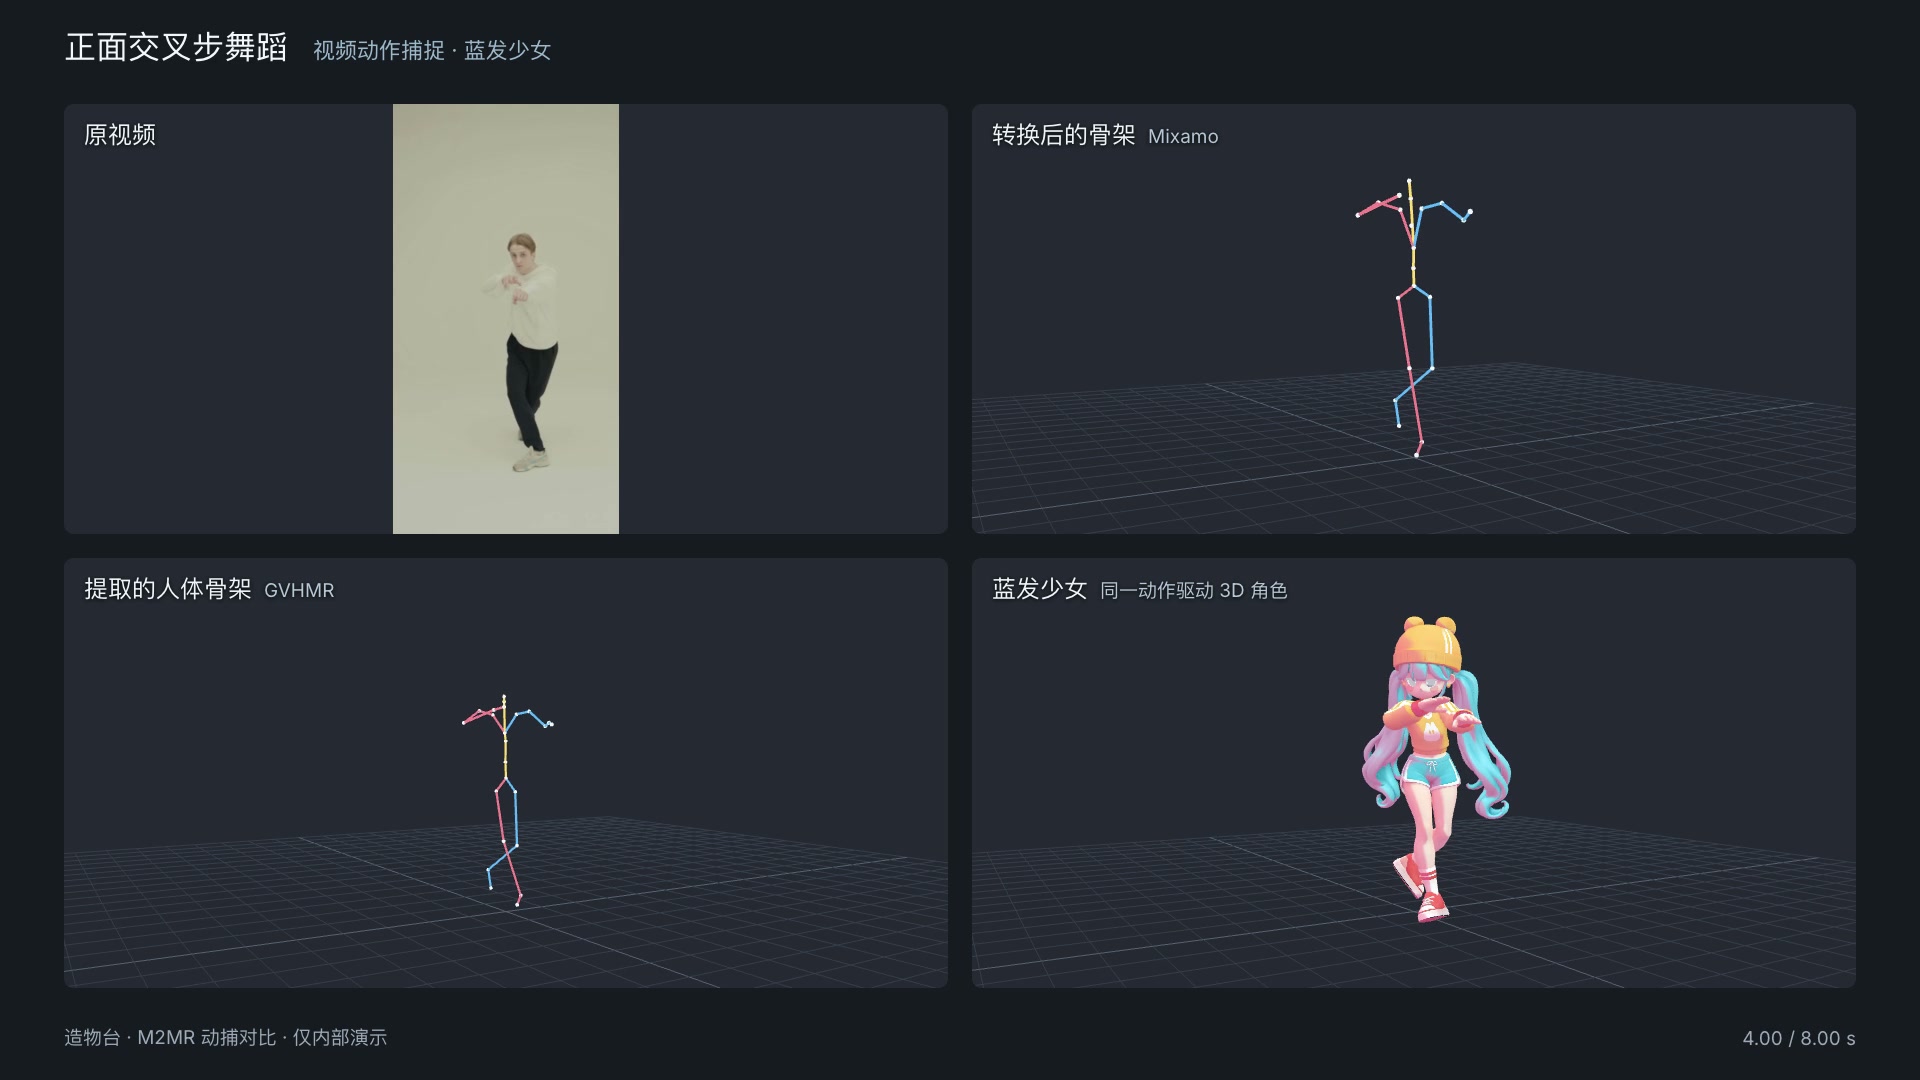 正面交叉步舞蹈 视频动作捕捉 · 蓝发少女
原视频
转换后的骨架 Mixamo
提取的人体骨架 GVHMR
蓝发少女 同一动作驱动 3D 角色
造物台 · M2MR 动捕对比 · 仅内部演示
4.00 / 8.00 s